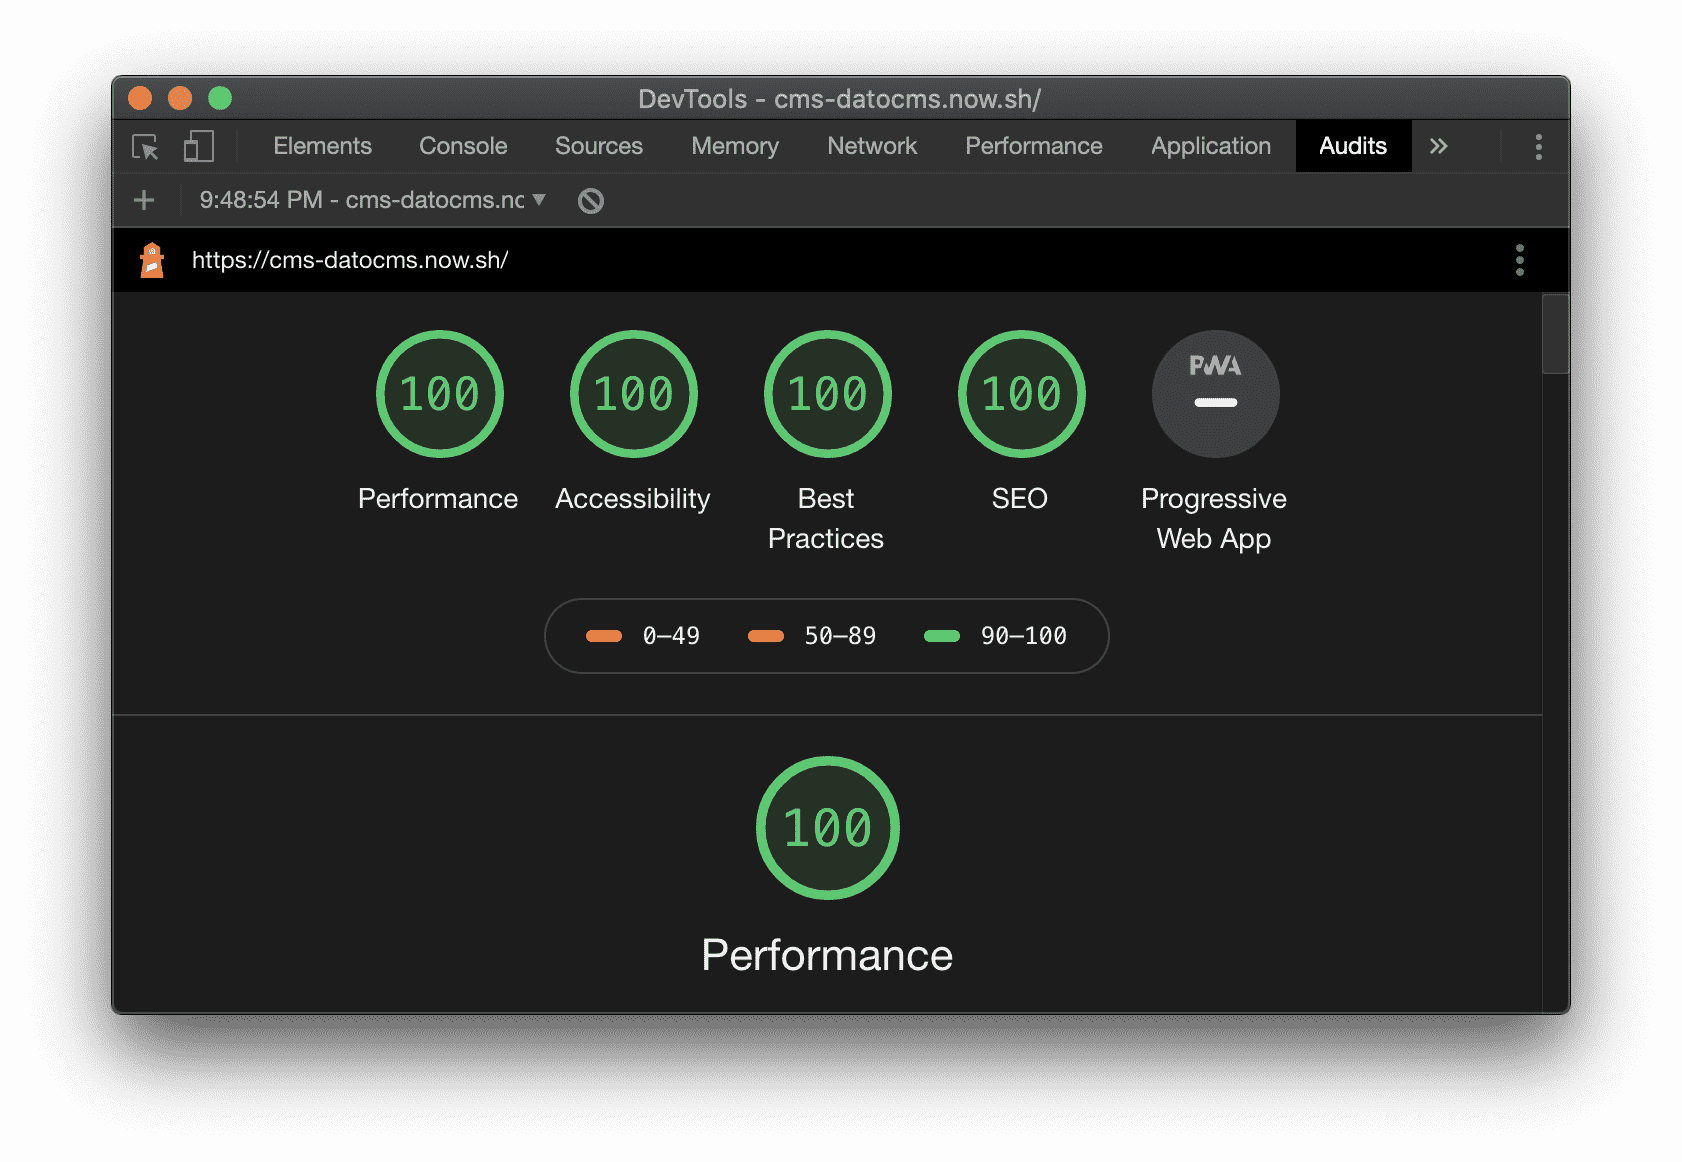 DevTools - cms-datocms.now.sh/
Elements Console Sources Memory Network Performance Application Audits »
+ 9:48:54 PM - cms-datocms.nc
https://cms-datocms.now.sh/
100 100 100 100 PWA
Performance Accessibility Best Practices SEO Progressive Web App
0–49 50–89 90–100
100
Performance